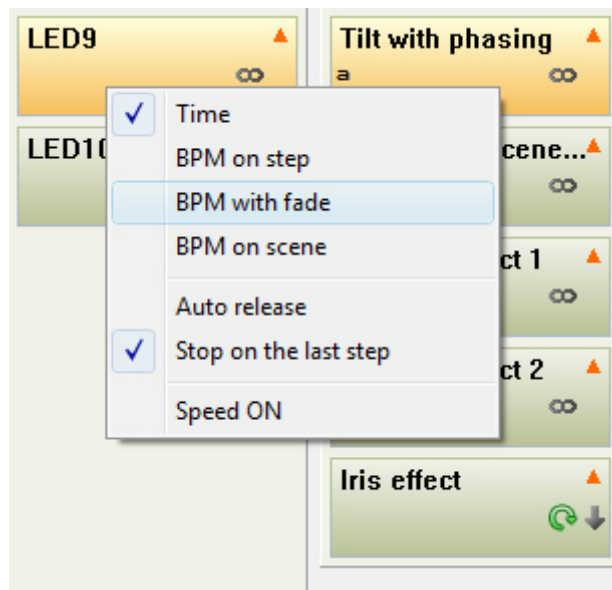 LED9
Tilt with phasing
a
LED10
cene...
ct 1
ct 2
Iris effect
Time
BPM on step
BPM with fade
BPM on scene
Auto release
Stop on the last step
Speed ON